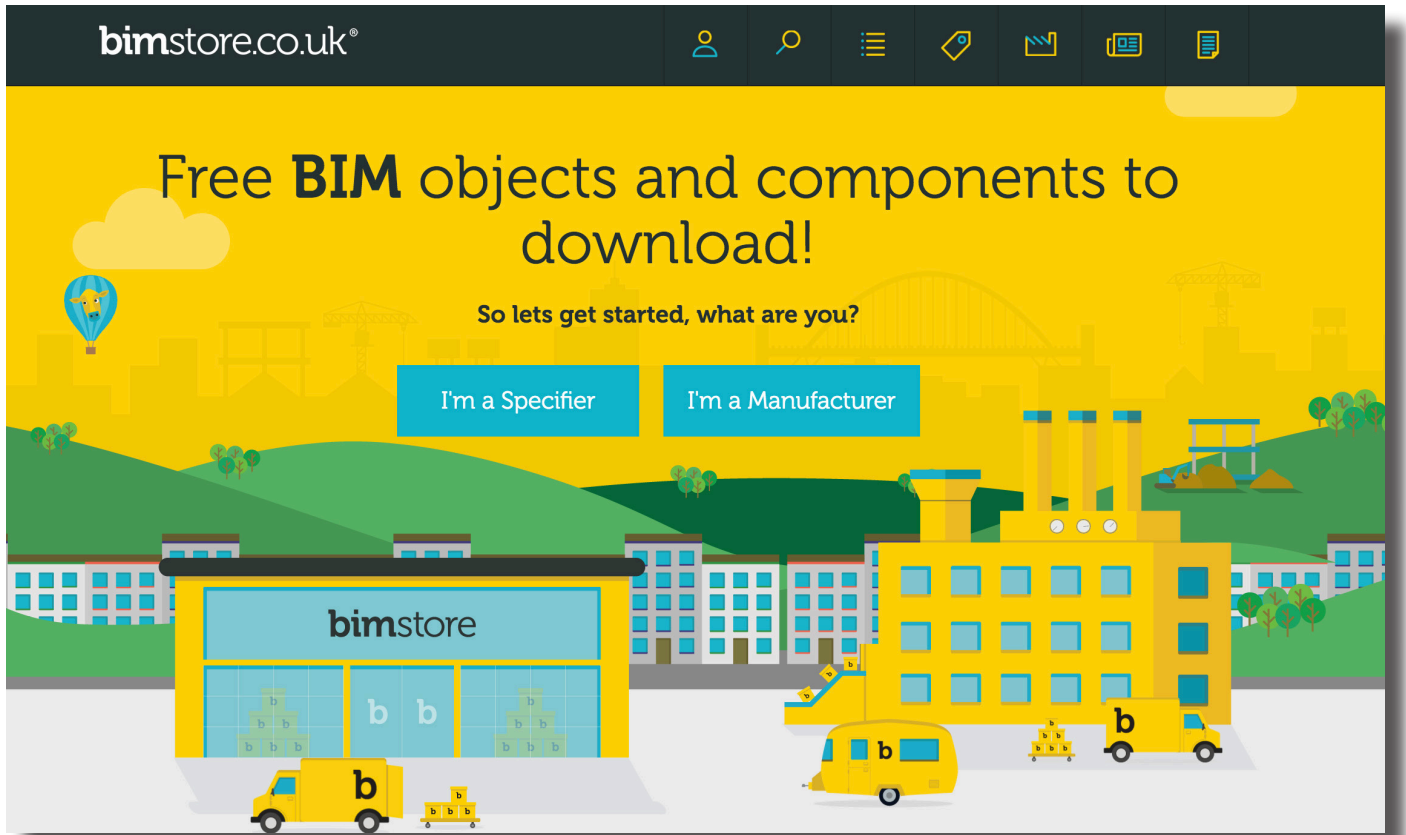 bimstore.co.uk®
Free BIM objects and components to
download!
So lets get started, what are you?
I'm a Specifier
I'm a Manufacturer
bimstore
b b
b
b b
b b b
b
b b
b b b
b
b
b b b
b
b
b
b
b
b b
b b b
b